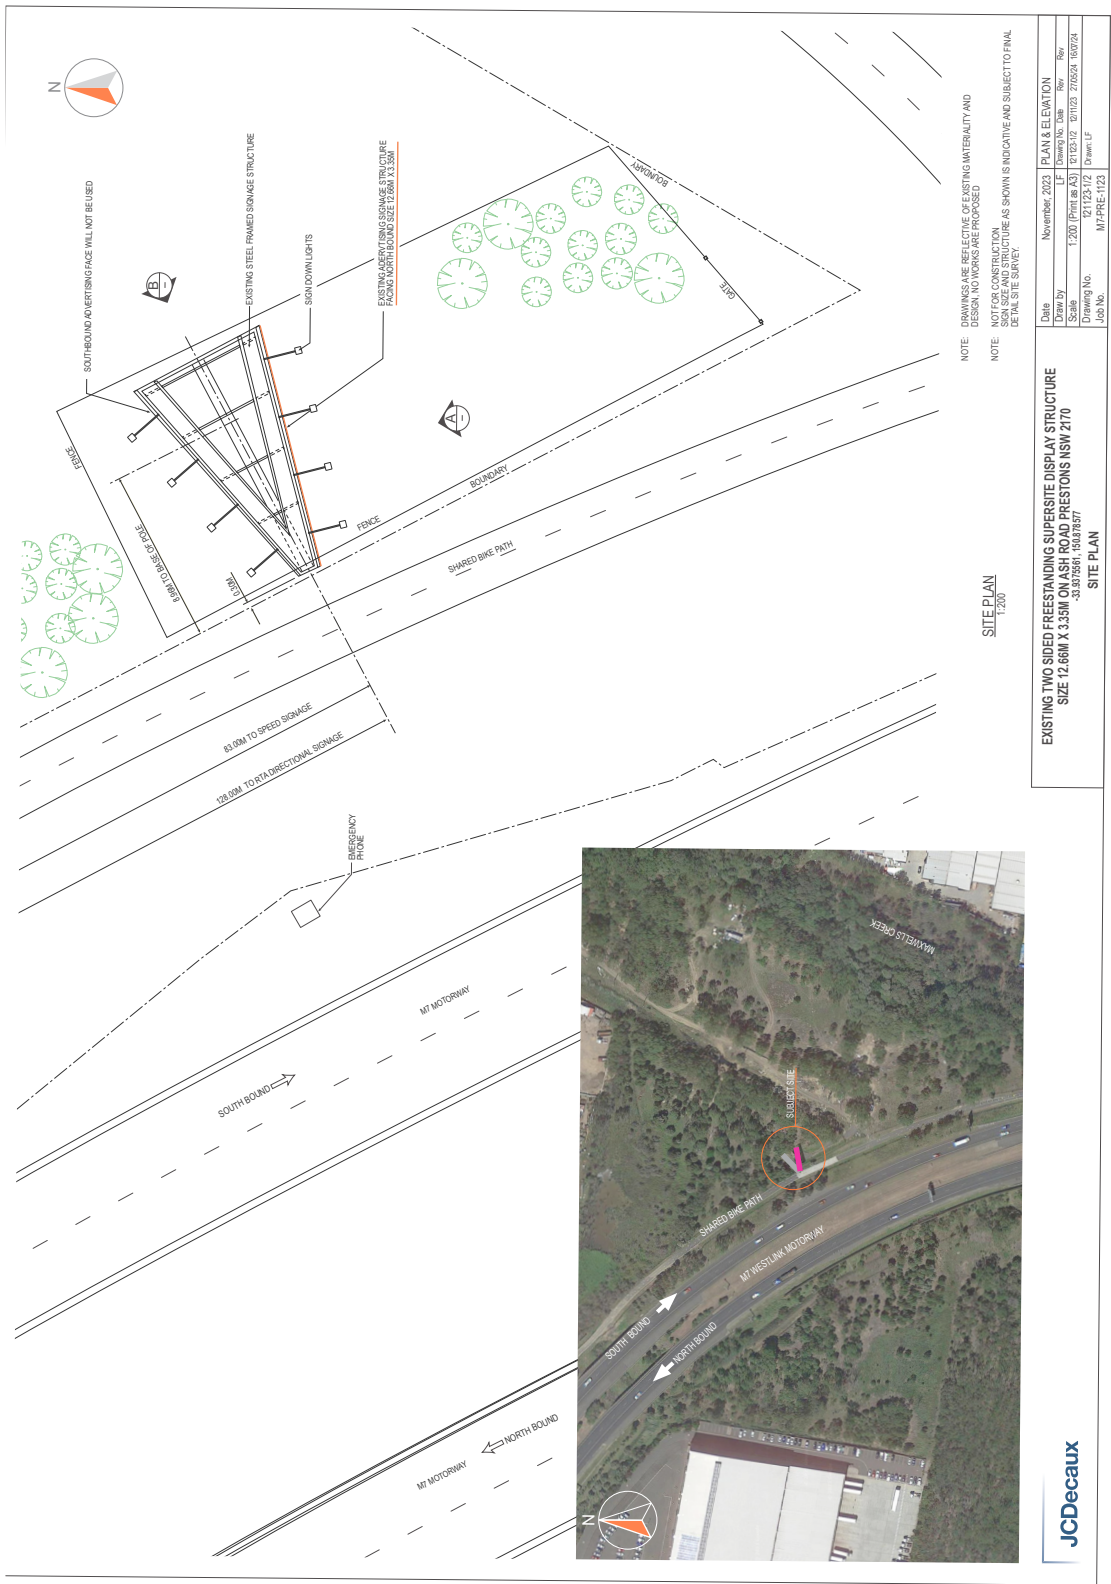 N
SOUTHBOUND ADVERTISING FACE WILL NOT BE USED
B
EXISTING STEEL FRAMED SIGNAGE STRUCTURE
SIGN DOWN LIGHTS
EXISTING ADERVTISING SIGNAGE STRUCTURE
FACING NORTH BOUND SIZE 12.66M X 3.35M
A
FENCE
8.98M TO BASE OF POLE
0.30M
FENCE
BOUNDARY
BOUNDARY
GATE
SHARED BIKE PATH
83.00M TO SPEED SIGNAGE
128.00M TO RTA DIRECTIONAL SIGNAGE
EMERGENCY
PHONE
M7 MOTORWAY
SOUTH BOUND
M7 MOTORWAY
NORTH BOUND
SITE PLAN
1:200
NOTE: DRAWINGS ARE REFLECTIVE OF EXISTING MATERIALITY AND
DESIGN, NO WORKS ARE PROPOSED
NOTE: NOT FOR CONSTRUCTION
SIGN SIZE AND STRUCTURE AS SHOWN IS INDICATIVE AND SUBJECT TO FINAL
DETAIL SITE SURVEY.
MAXWELLS CREEK
SUBJECT SITE
SHARED BIKE PATH
M7 WESTLINK MOTORWAY
SOUTH BOUND
NORTH BOUND
N
JCDecaux
EXISTING TWO SIDED FREESTANDING SUPERSITE DISPLAY STRUCTURE
SIZE 12.66M X 3.35M ON ASH ROAD PRESTONS NSW 2170
-33.9375561, 150.878577
SITE PLAN
Date November, 2023 PLAN & ELEVATION
Draw by LF Drawing No. Date Rev Rev
Scale 1:200 (Print as A3) 121123-1/2 12/11/23 27/05/24 16/07/24
Drawing No. 121123-1/2 Drawn: LF
Job No. M7-PRE-1123